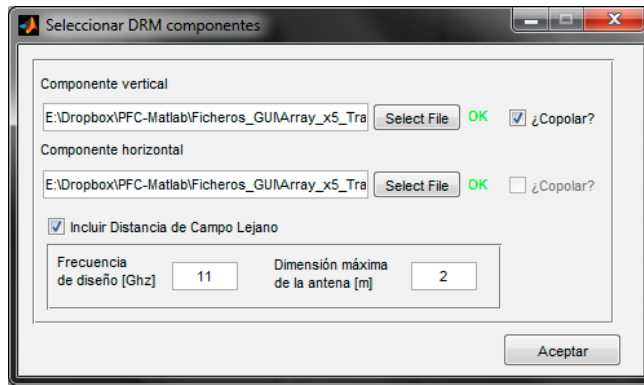 Seleccionar DRM componentes
Componente vertical
E:\Dropbox\PFC-Matlab\Ficheros_GUI\Array_x5_Tra Select File OK ¿Copolar?
Componente horizontal
E:\Dropbox\PFC-Matlab\Ficheros_GUI\Array_x5_Tra Select File OK ¿Copolar?
Incluir Distancia de Campo Lejano
Frecuencia
de diseño [Ghz] 11
Dimensión máxima
de la antena [m] 2
Aceptar